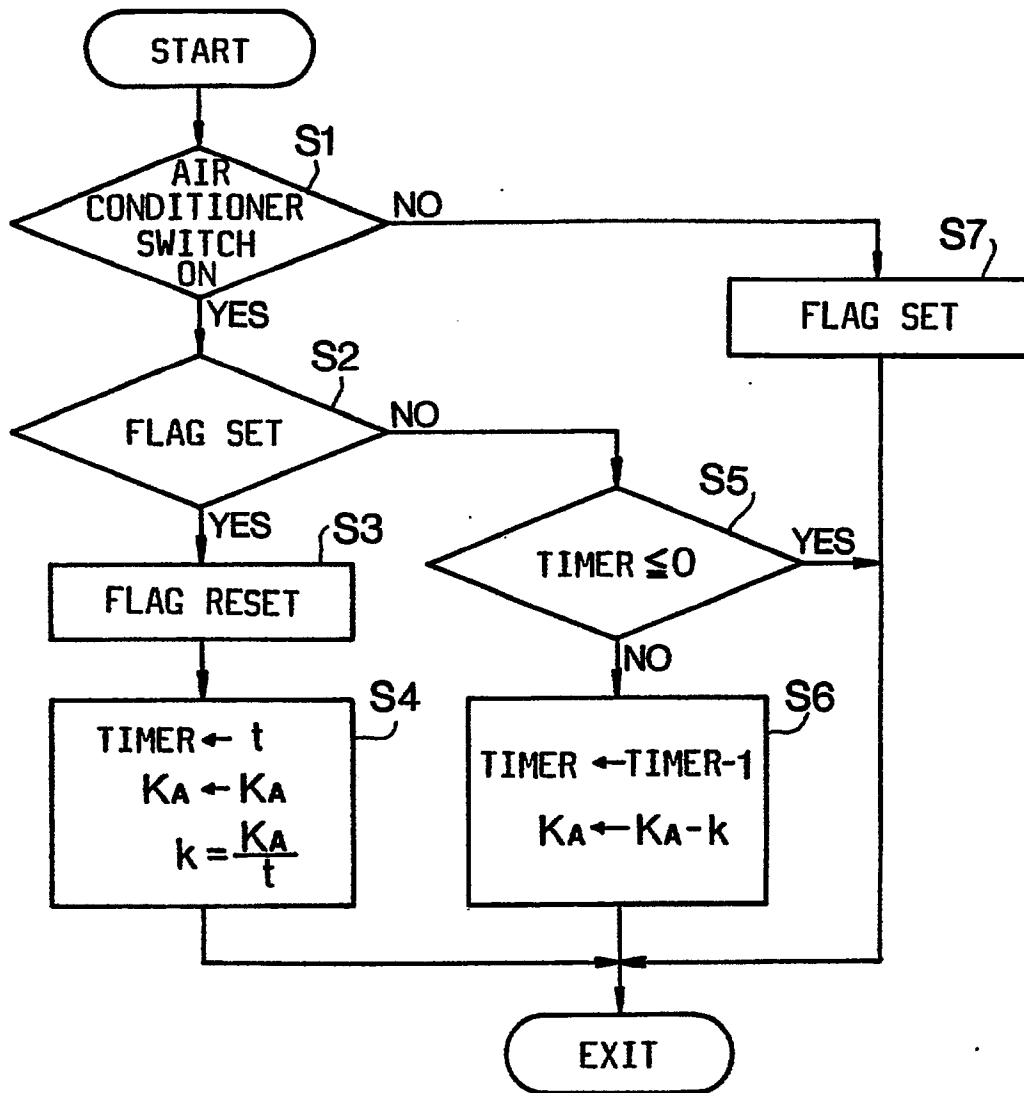 START
S1
AIR
CONDITIONER
SWITCH
ON
NO
YES
S7
FLAG SET
S2
FLAG SET
NO
YES
S5
TIMER ≦ 0
YES
NO
S3
FLAG RESET
S4
TIMER ← t
KA ← KA
k = KA
t
S6
TIMER ← TIMER-1
KA ← KA - k
EXIT